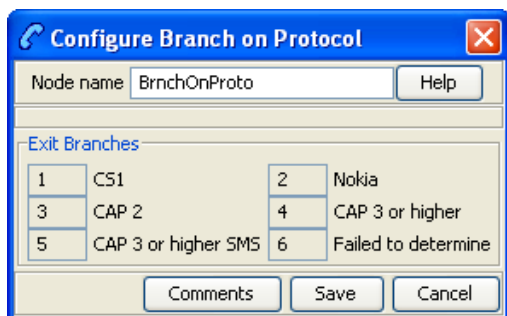 Configure Branch on Protocol
Node name BrnchOnProto Help
Exit Branches
1 CS1 2 Nokia
3 CAP 2 4 CAP 3 or higher
5 CAP 3 or higher SMS 6 Failed to determine
Comments Save Cancel